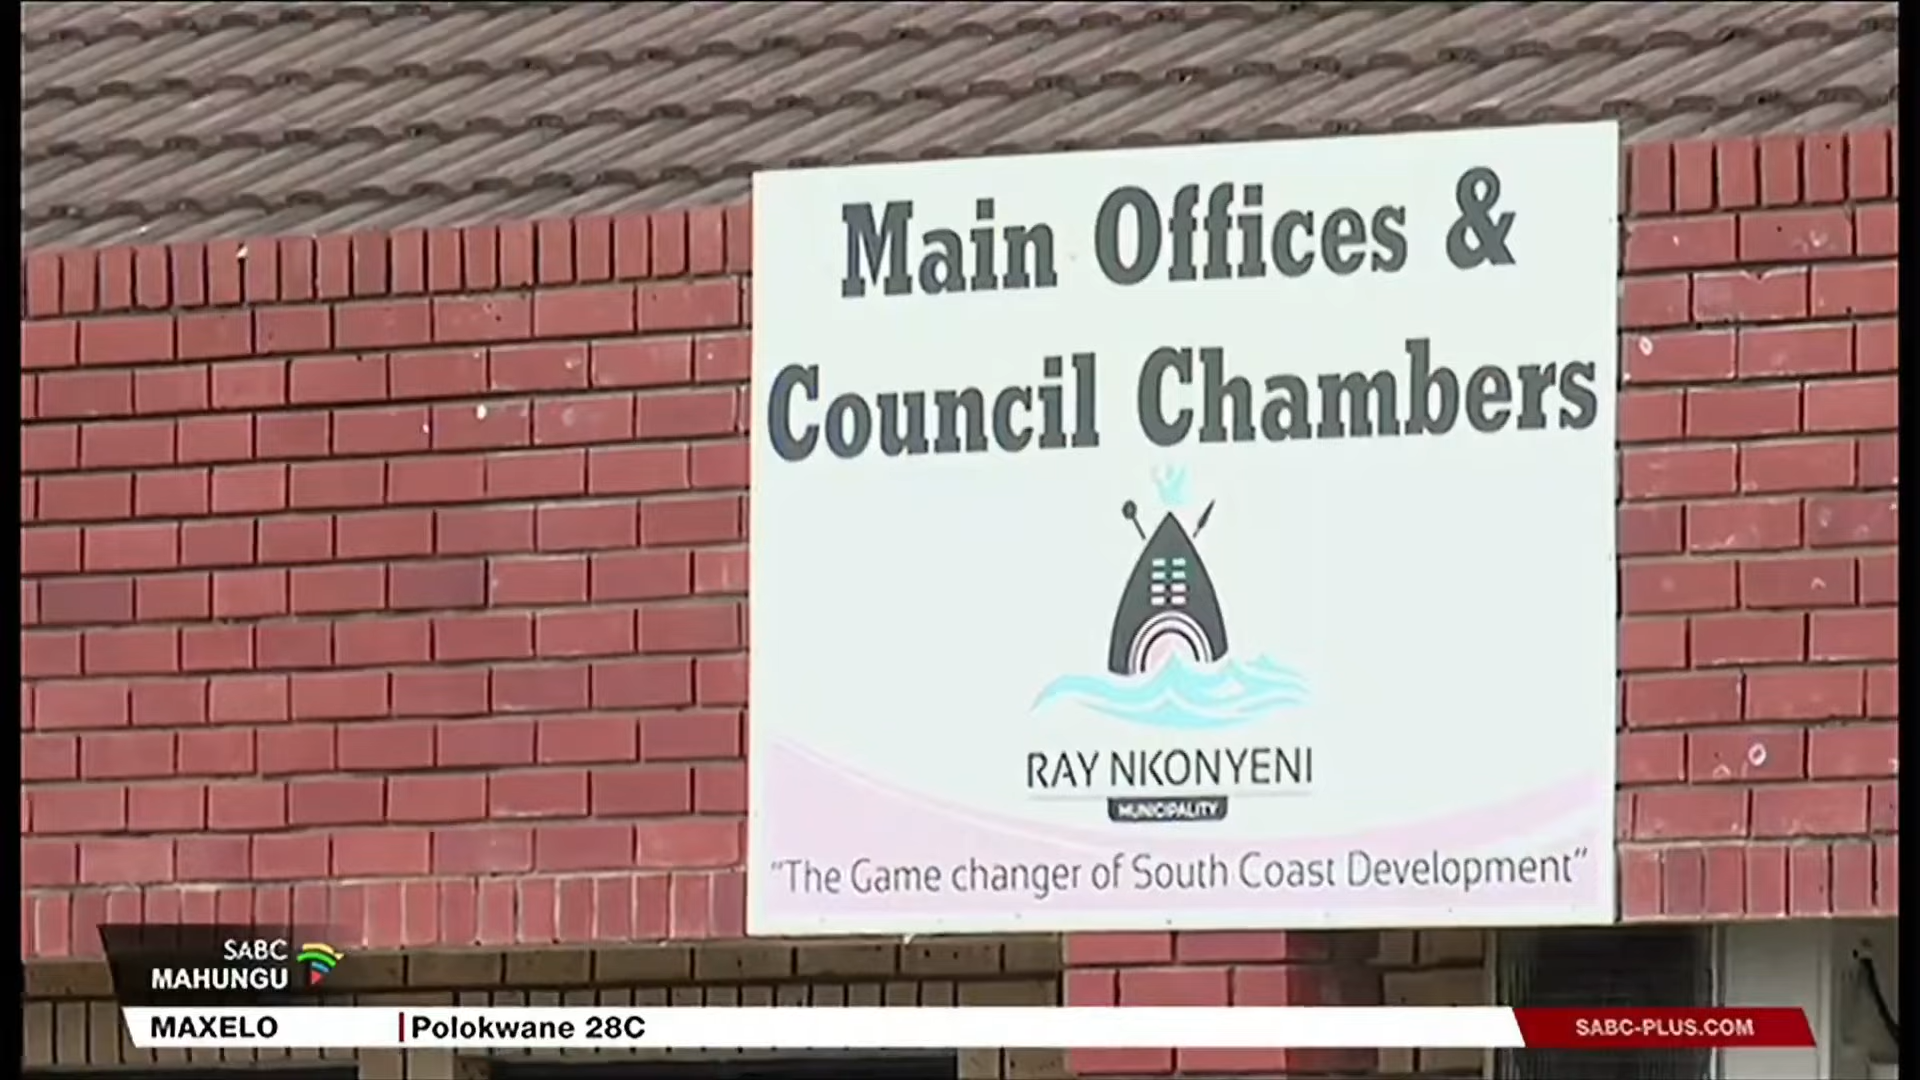 Main Offices &
Council Chambers
RAY NKONYENI
MUNICIPALITY
"The Game changer of South Coast Development"
SABC
MAHUNGU
MAXELO
Polokwane 28C
SABC-PLUS.COM